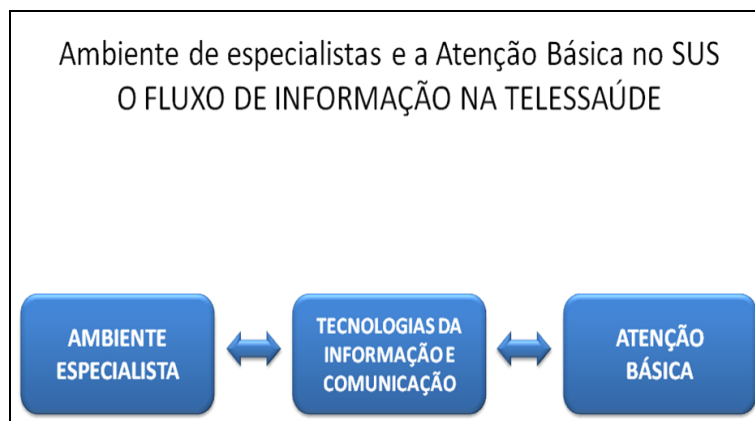 Ambiente de especialistas e a Atenção Básica no SUS
O FLUXO DE INFORMAÇÃO NA TELESSAÚDE
AMBIENTE
ESPECIALISTA
TECNOLOGIAS DA
INFORMAÇÃO E
COMUNICAÇÃO
ATENÇÃO
BÁSICA